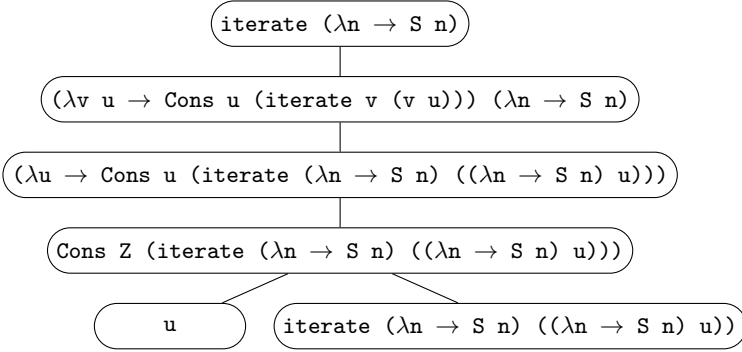 iterate (λn → S n)
(λv u → Cons u (iterate v (v u))) (λn → S n)
(λu → Cons u (iterate (λn → S n) ((λn → S n) u)))
Cons Z (iterate (λn → S n) ((λn → S n) u)))
u
iterate (λn → S n) ((λn → S n) u))